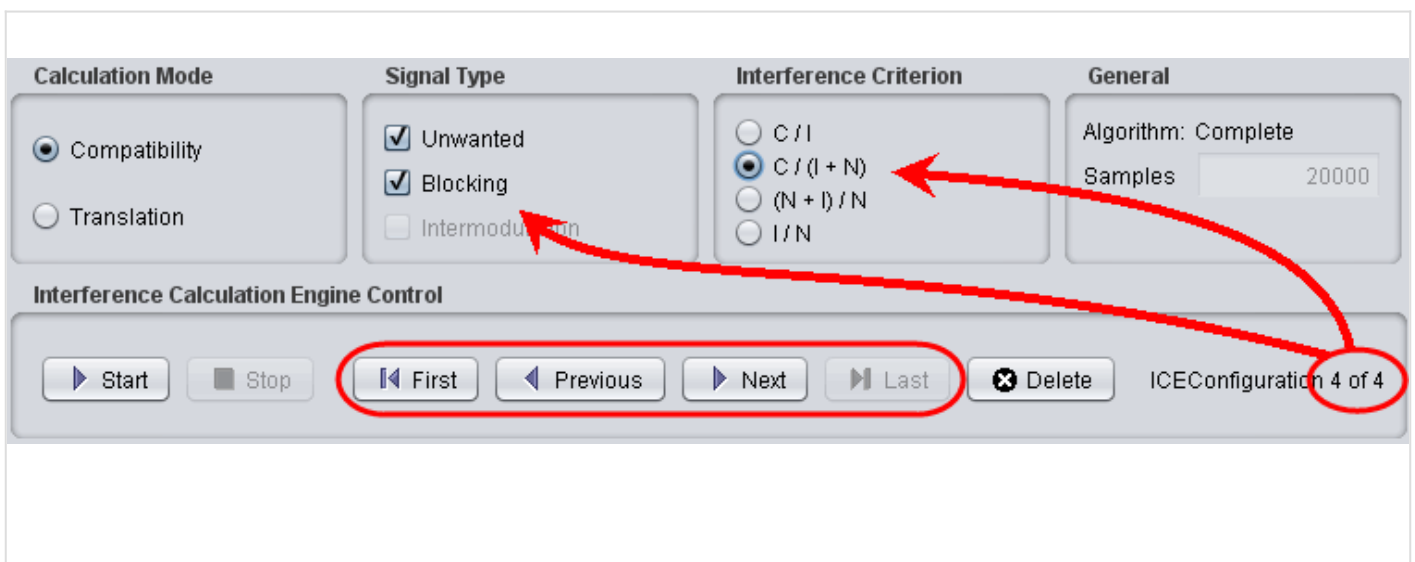 Calculation Mode
Compatibility
Translation
Signal Type
Unwanted
Blocking
Interference Criterion
C / I
C / (I + N)
(N + I) / N
I / N
General
Algorithm: Complete
Samples 20000
Interference Calculation Engine Control
Start Stop First Previous Next Last Delete ICEConfiguration 4 of 4